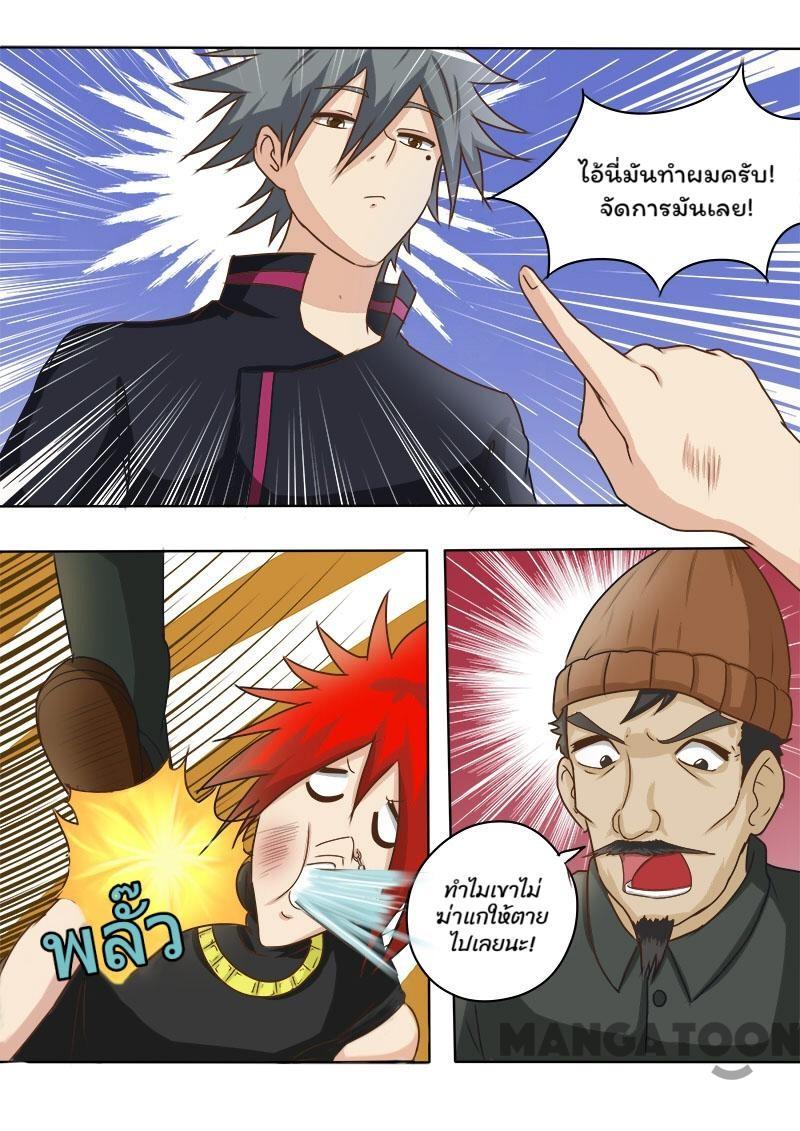 ไอ้นี่มันทำผมครับ!
จัดการมันเลย!
พลั๊ว
ทำไมเขาไม่
ฆ่าแกให้ตาย
ไปเลยนะ!
MANGATOON